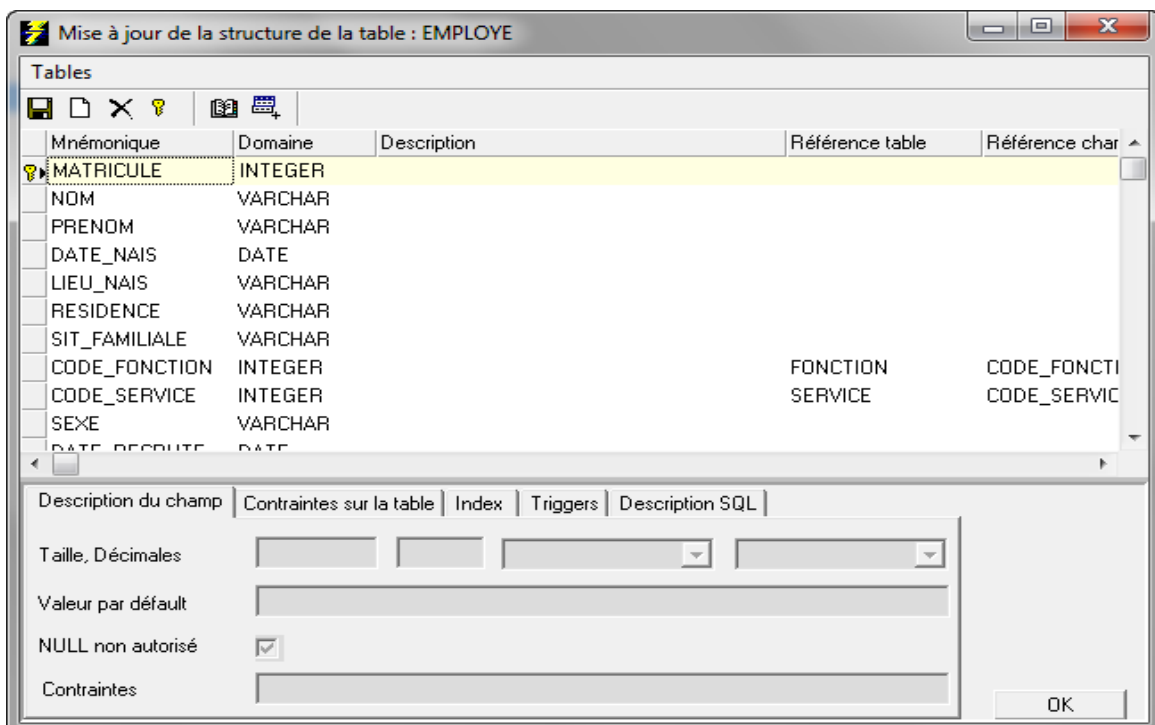 Mise à jour de la structure de la table : EMPLOYE
Tables
Mnémonique Domaine Description Référence table Référence char
MATRICULE INTEGER
NOM VARCHAR
PRENOM VARCHAR
DATE_NAIS DATE
LIEU_NAIS VARCHAR
RESIDENCE VARCHAR
SIT_FAMILIALE VARCHAR
CODE_FONCTION INTEGER FONCTION CODE_FONCTI
CODE_SERVICE INTEGER SERVICE CODE_SERVIC
SEXE VARCHAR
DATE_RECRUTE DATE
Description du champ Contraintes sur la table Index Triggers Description SQL
Taille, Décimales
Valeur par défault
NULL non autorisé
Contraintes
OK